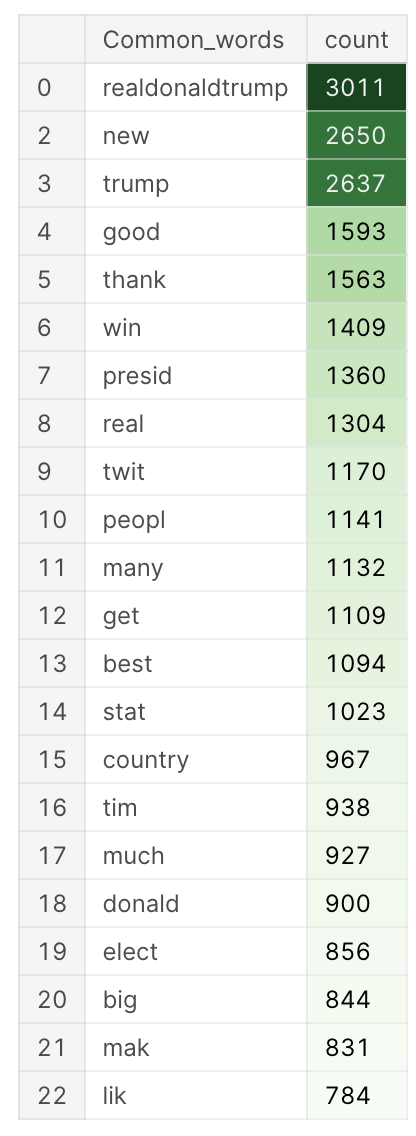 Common_words count
0 realdonaldtrump 3011
2 new 2650
3 trump 2637
4 good 1593
5 thank 1563
6 win 1409
7 presid 1360
8 real 1304
9 twit 1170
10 peopl 1141
11 many 1132
12 get 1109
13 best 1094
14 stat 1023
15 country 967
16 tim 938
17 much 927
18 donald 900
19 elect 856
20 big 844
21 mak 831
22 lik 784